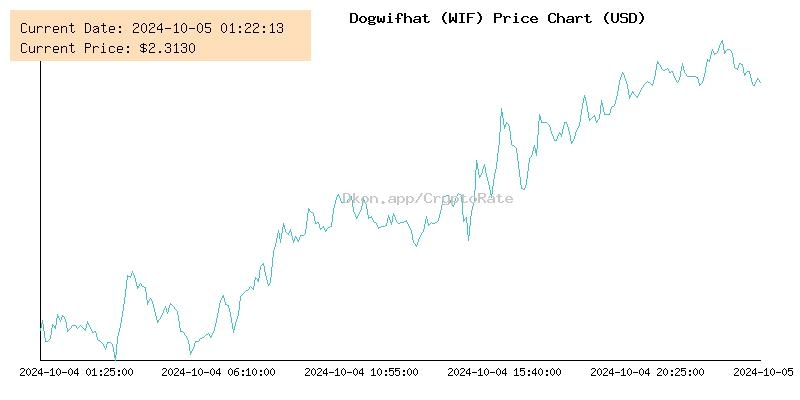 Dogwifhat (WIF) Price Chart (USD)
Current Date: 2024-10-05 01:22:13
Current Price: $2.3130
Dkon.app/CryptoRate
2024-10-04 01:25:00 2024-10-04 06:10:00 2024-10-04 10:55:00 2024-10-04 15:40:00 2024-10-04 20:25:00 2024-10-05